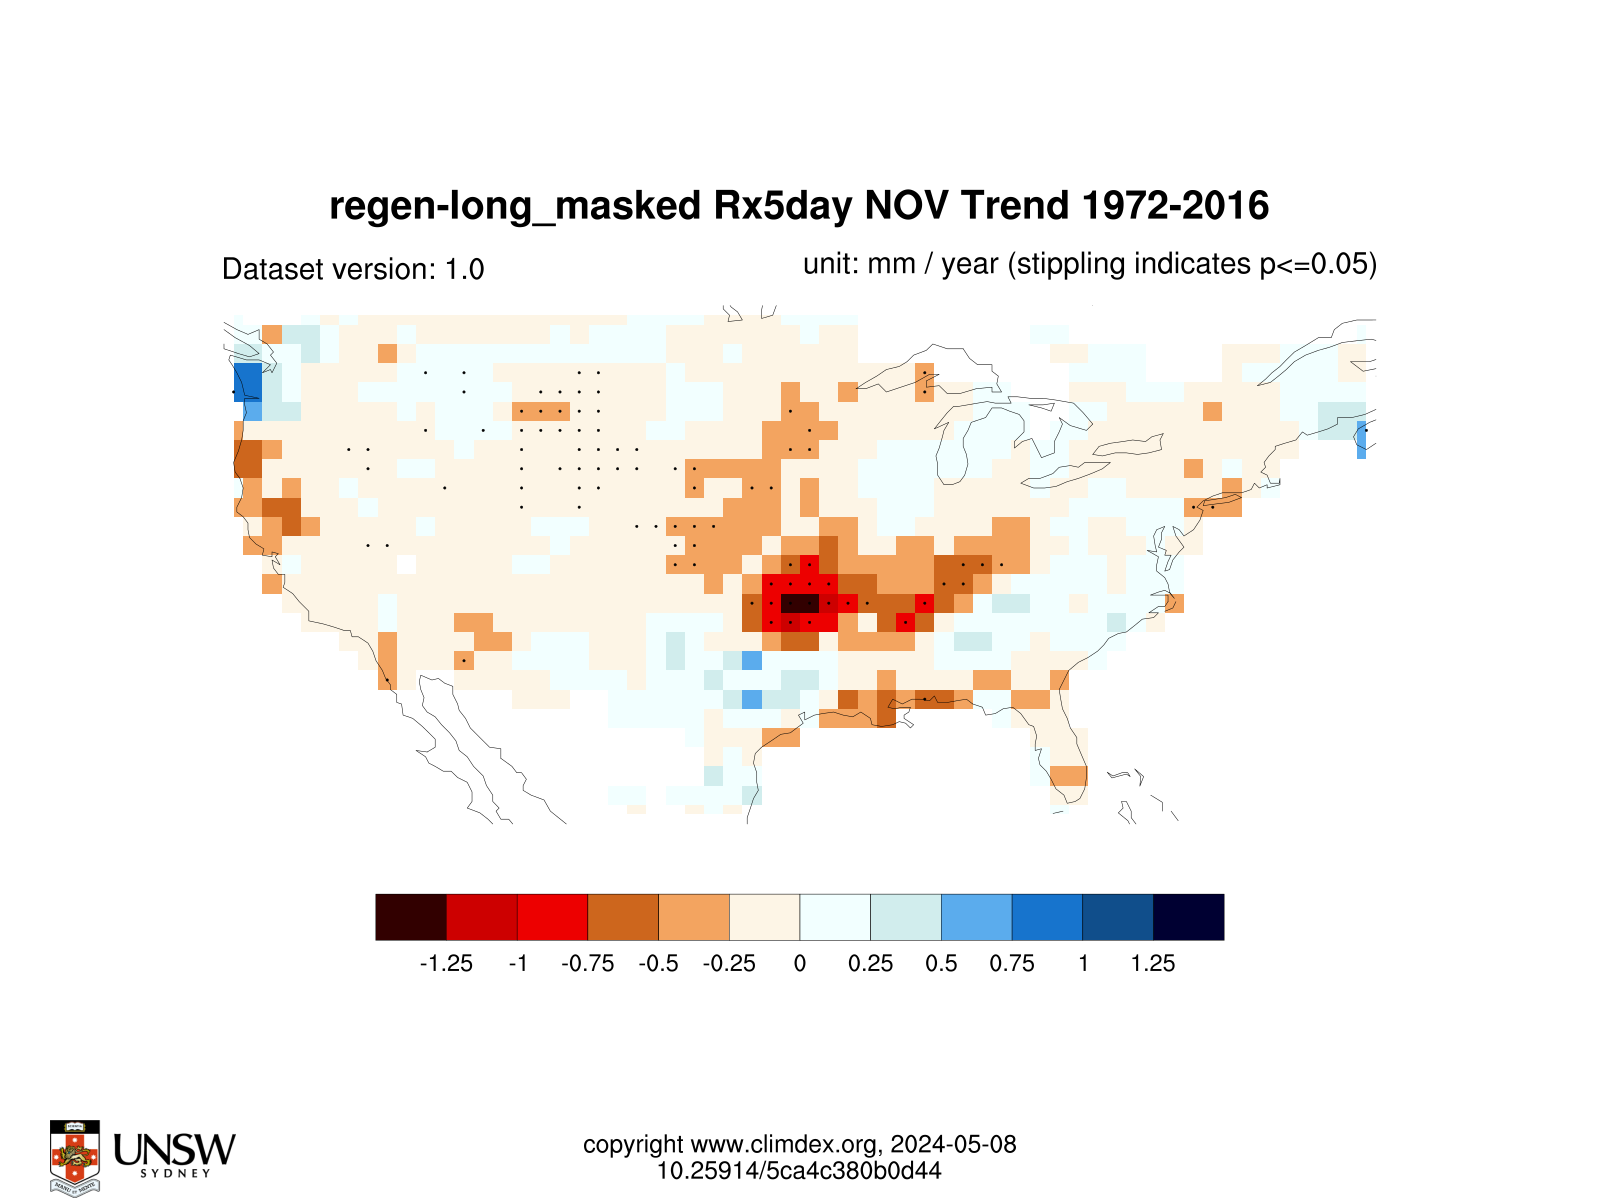 regen-long_masked Rx5day NOV Trend 1972-2016
Dataset version: 1.0
unit: mm / year (stippling indicates p<=0.05)
-1.25 -1 -0.75 -0.5 -0.25 0 0.25 0.5 0.75 1 1.25
UNSW
SYDNEY
copyright www.climdex.org, 2024-05-08
10.25914/5ca4c380b0d44